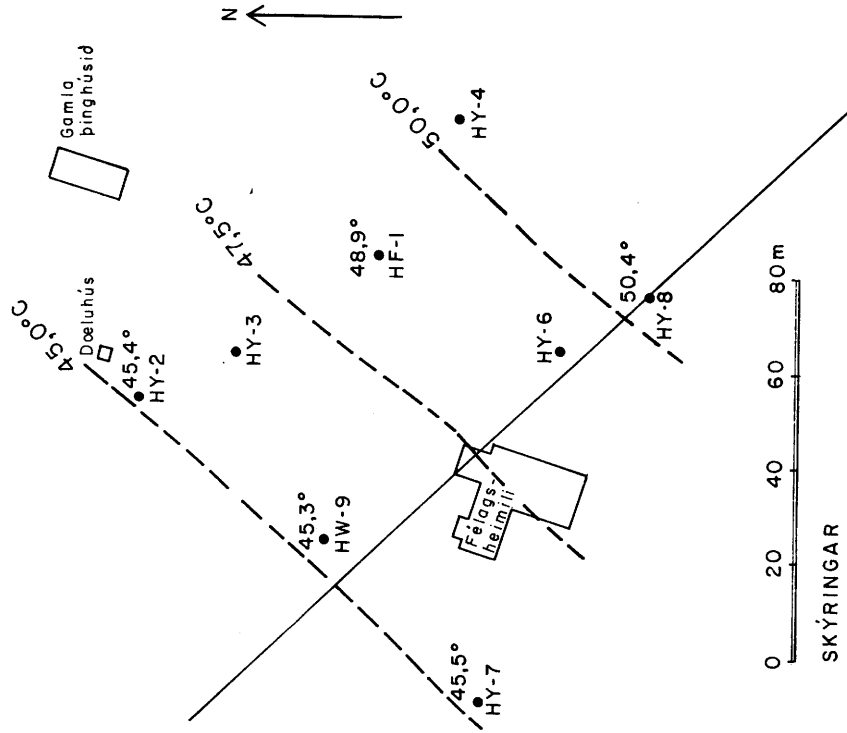 N
Gamla
þinghúsið
50,0°C
HY-4
47,5°C
48,9°
HF-1
45,0°C
Dæluhús
45,4°
HY-2
HY-3
HY-6
50,4°
HY-8
45,3°
HW-9
Félags-
heimili
45,5°
HY-7
0 20 40 60 80 m
SKÝRINGAR